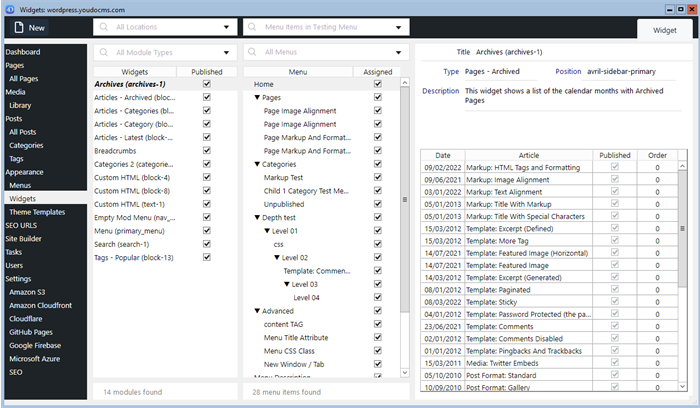 Widgets: wordpress.youdocms.com
New
All Locations
Menu Items in Testing Menu
Widget
Dashboard
Pages
All Pages
Media
Library
Posts
All Posts
Categories
Tags
Appearance
Menus
Widgets
Theme Templates
SEO URLS
Site Builder
Tasks
Users
Settings
Amazon S3
Amazon Cloudfront
Cloudflare
GitHub Pages
Google Firebase
Microsoft Azure
SEO
All Module Types
Widgets Published
Archives (archives-1)
Articles - Archived (bloc...
Articles - Categories (bl...
Articles - Category (bloc...
Articles - Latest (block-...
Breadcrumbs
Categories 2 (categorie...
Custom HTML (block-4)
Custom HTML (block-8)
Custom HTML (text-1)
Empty Mod Menu (nav_...
Menu (primary_menu)
Search (search-1)
Tags - Popular (block-13)
14 modules found
All Menus
Menu Assigned
Home
Pages
Page Image Alignment
Page Image Alignment
Page Markup And Format...
Page Markup And Format...
Categories
Markup Test
Child 1 Category Test Me...
Unpublished
Depth test
Level 01
css
Level 02
Template: Commen...
Level 03
Level 04
Advanced
content TAG
Menu Title Attribute
Menu CSS Class
New Window / Tab
Menu Description
28 menu items found
Title Archives (archives-1)
Type Pages - Archived Position avril-sidebar-primary
Description This widget shows a list of the calendar months with Archived
Pages
Date Article Published Order
09/02/2022 Markup: HTML Tags and Formatting 0
09/06/2021 Markup: Image Alignment 0
03/01/2022 Markup: Text Alignment 0
05/01/2013 Markup: Title With Markup 0
05/01/2013 Markup: Title With Special Characters 0
15/03/2012 Template: Excerpt (Defined) 0
15/03/2012 Template: More Tag 0
14/07/2021 Template: Featured Image (Horizontal) 0
14/07/2021 Template: Featured Image 0
14/03/2012 Template: Excerpt (Generated) 0
08/01/2012 Template: Paginated 0
08/03/2022 Template: Sticky 0
04/01/2012 Template: Password Protected (the pa... 0
23/06/2021 Template: Comments 0
02/01/2012 Template: Comments Disabled 0
01/01/2012 Template: Pingbacks And Trackbacks 0
15/03/2011 Media: Twitter Embeds 0
05/10/2010 Post Format: Standard 0
10/09/2010 Post Format: Gallery 0